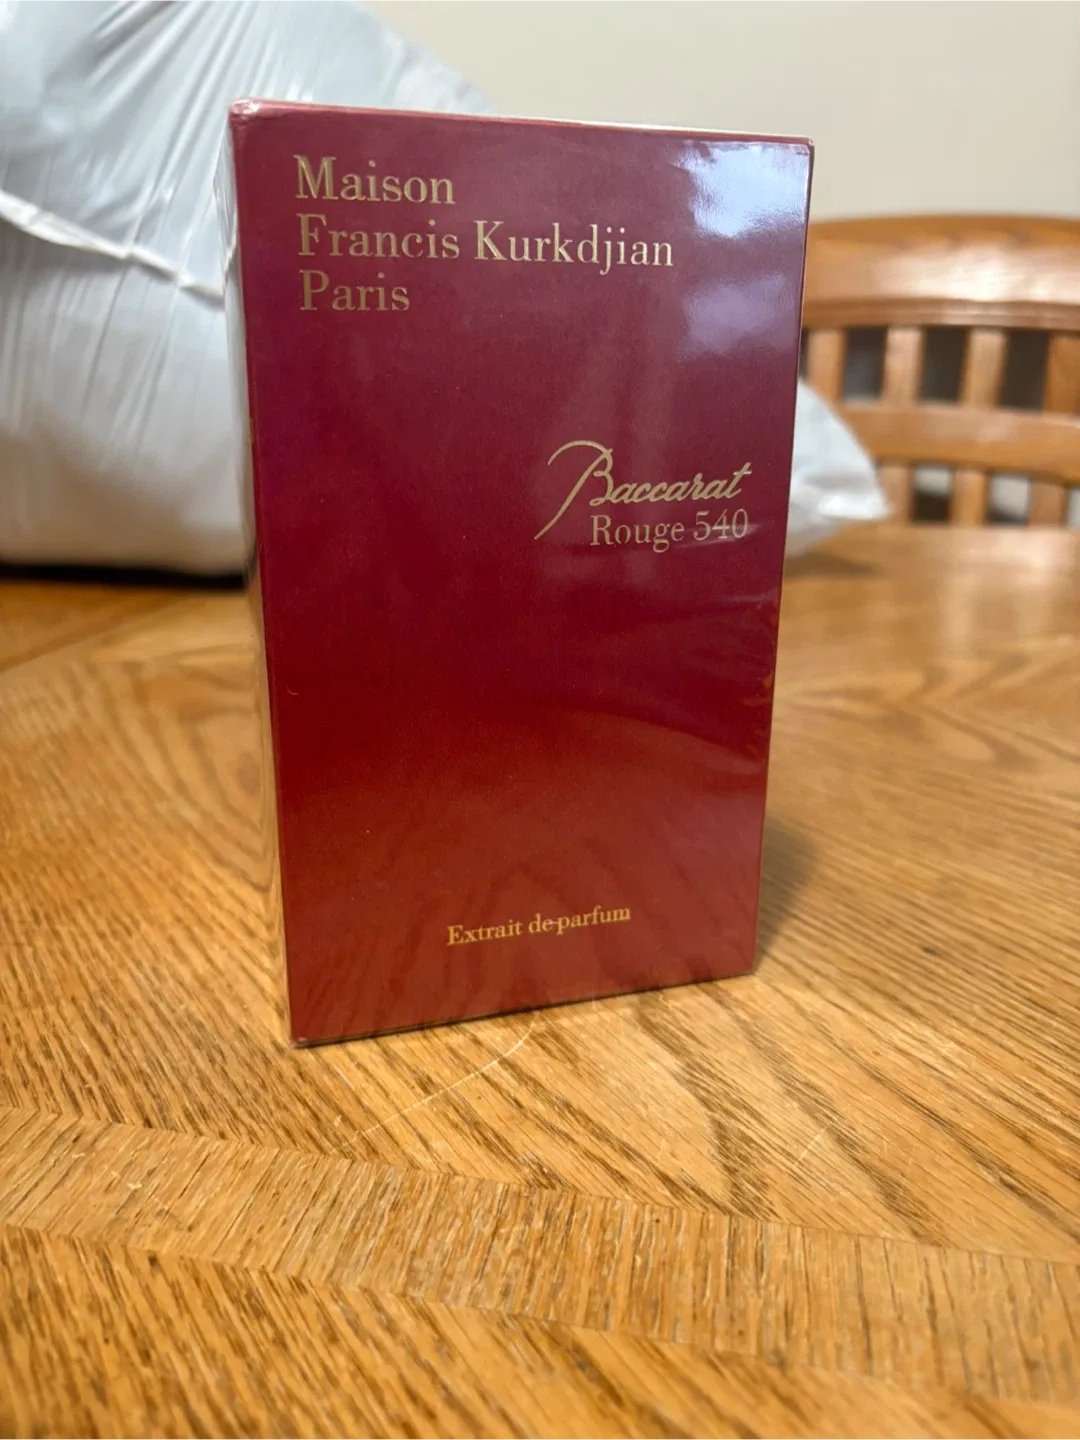 Maison
Francis Kurkdjian
Paris
Baccarat
Rouge 540
Extrait de parfum